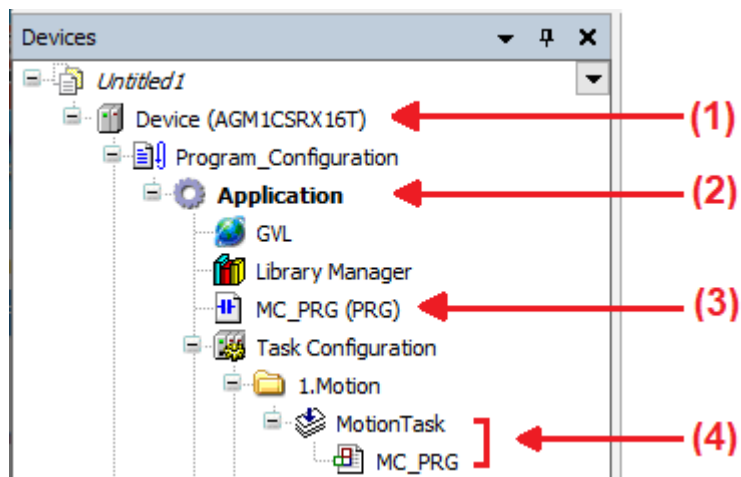 Devices
Untitled1
Device (AGM1CSRX16T)
(1)
Program_Configuration
Application
(2)
GVL
Library Manager
MC_PRG (PRG)
(3)
Task Configuration
1.Motion
MotionTask
(4)
MC_PRG